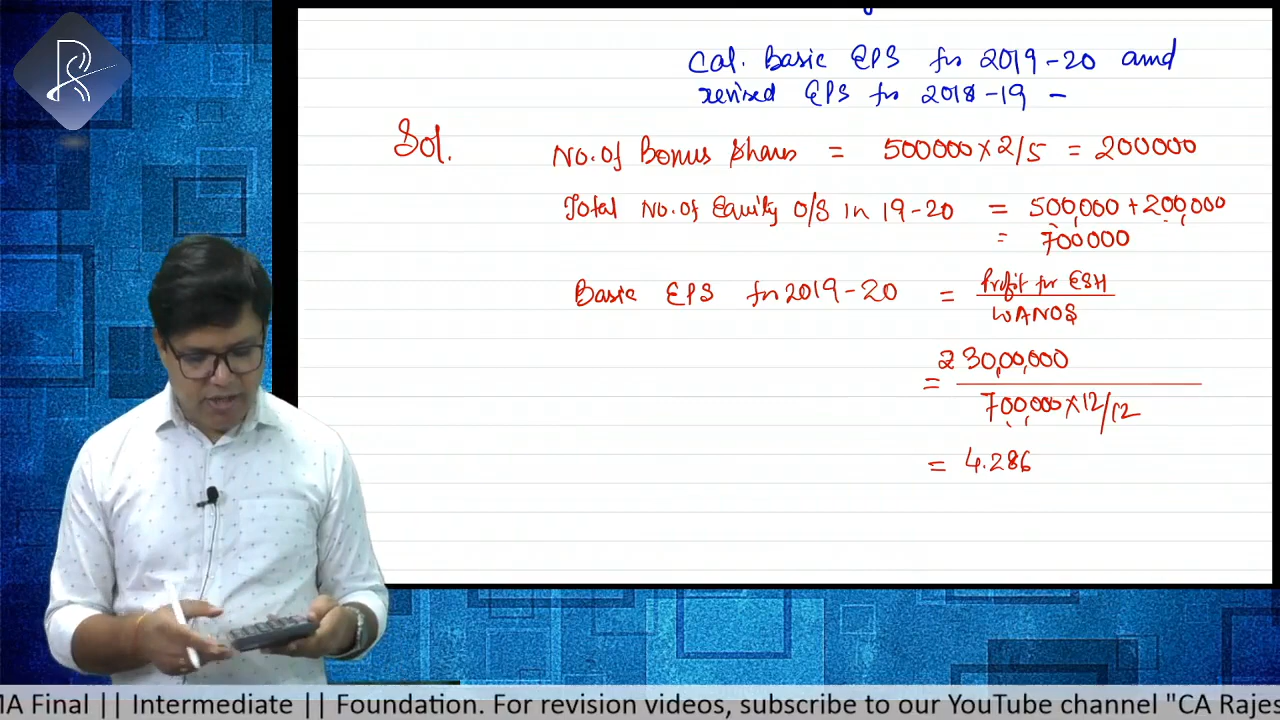 Cal. Basic EPS for 2019-20 and
revised EPS for 2018-19 -
Sol.
No. of Bonus Shares = 500000 × 2/5 = 200000
Total No. of Equity O/S in 19-20 = 500,000 + 200,000
= 700000
Basic EPS for 2019-20 = Profit for ESH
WANOS
= 30,00,000
700,000 × 12/12
= 4.286
MA Final || Intermediate || Foundation. For revision videos, subscribe to our YouTube channel "CA Rajes